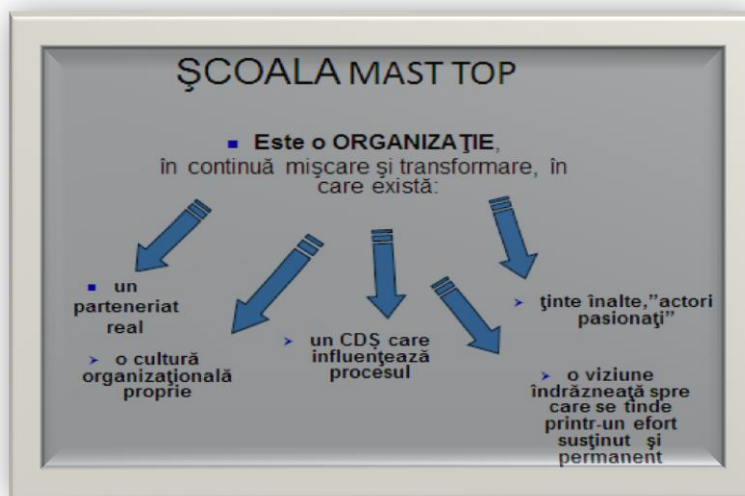 ŞCOALA MAST TOP
Este o ORGANIZAŢIE,
în continuă mişcare şi transformare, în
care există:
un
parteneriat
real
o cultură
organizaţională
proprie
un CDŞ care
influenţează
procesul
ţinte înalte,”actori
pasionaţi”
o viziune
îndrăzneaţă spre
care se tinde
printr-un efort
susţinut şi
permanent